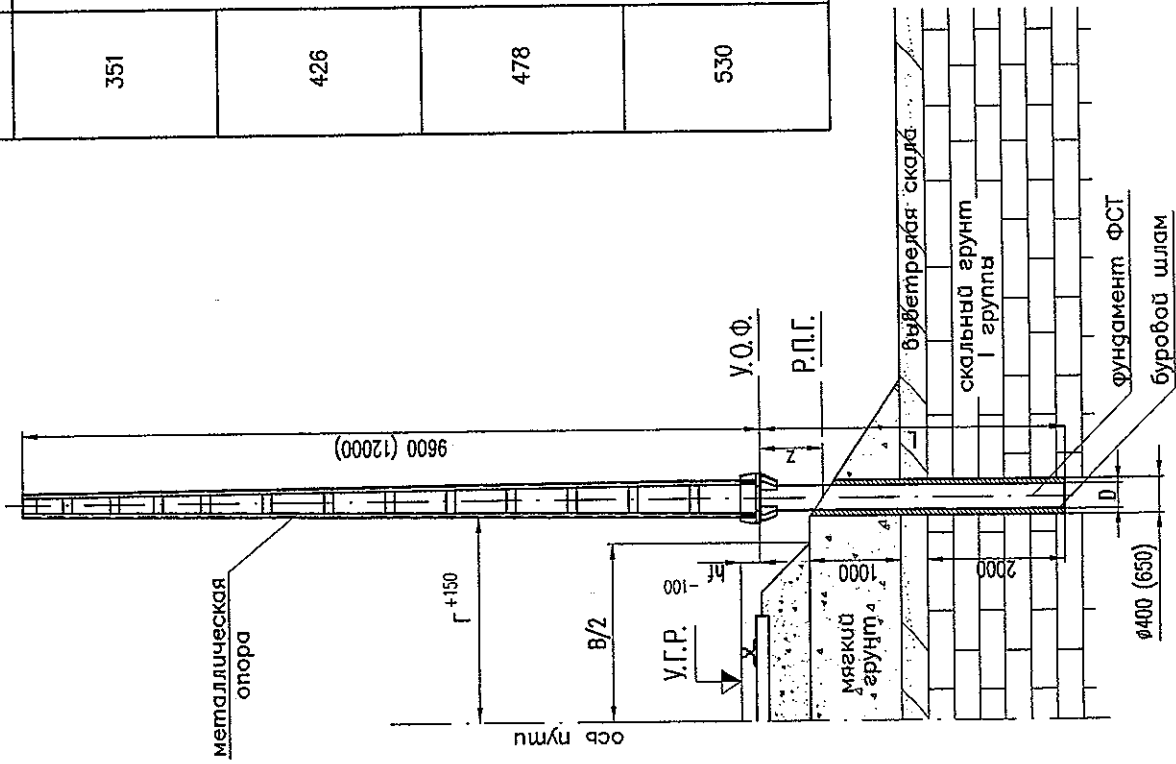 351
426
478
530
металлическая
опора
9600 (12000)
Г +150
В/2
hf -100
У.Г.Р.
У.О.Ф.
Р.П.Г.
z
L
ось пути
мягкий
грунт
1000
2000
D
ø400 (650)
выветрелая скала
скальный грунт
I группы
фундамент ФСТ
буровой шлам